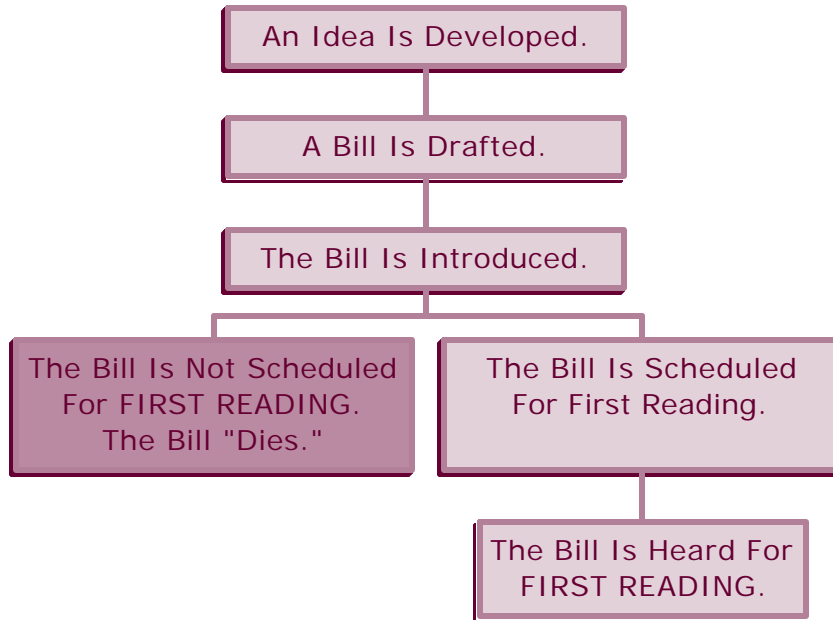 An Idea Is Developed.
A Bill Is Drafted.
The Bill Is Introduced.
The Bill Is Not Scheduled
For FIRST READING.
The Bill "Dies."
The Bill Is Scheduled
For First Reading.
The Bill Is Heard For
FIRST READING.